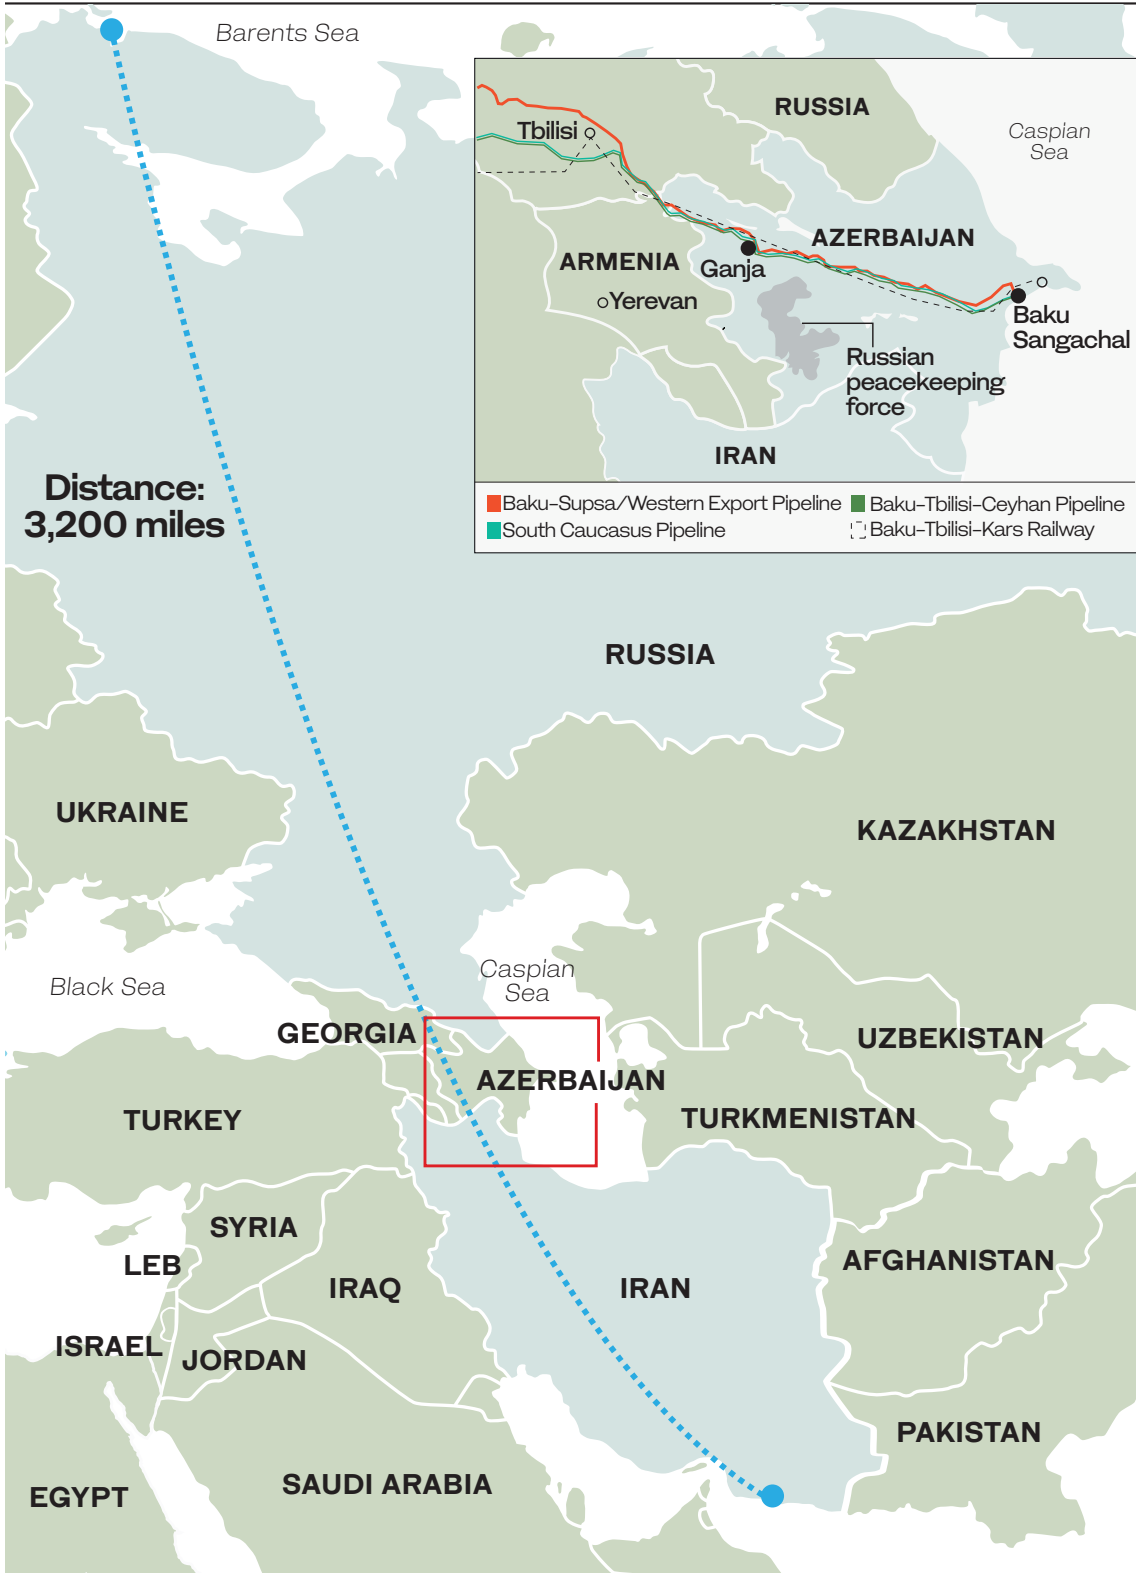 Barents Sea
RUSSIA
Caspian
Sea
Tbilisi
AZERBAIJAN
ARMENIA
Ganja
Yerevan
Baku
Sangachal
Russian
peacekeeping
force
IRAN
Baku-Supsa/Western Export Pipeline
Baku-Tbilisi-Ceyhan Pipeline
South Caucasus Pipeline
Baku-Tbilisi-Kars Railway
Distance:
3,200 miles
RUSSIA
UKRAINE
KAZAKHSTAN
Black Sea
Caspian
Sea
GEORGIA
UZBEKISTAN
AZERBAIJAN
TURKEY
TURKMENISTAN
SYRIA
LEB
AFGHANISTAN
IRAQ
IRAN
ISRAEL
JORDAN
PAKISTAN
SAUDI ARABIA
EGYPT